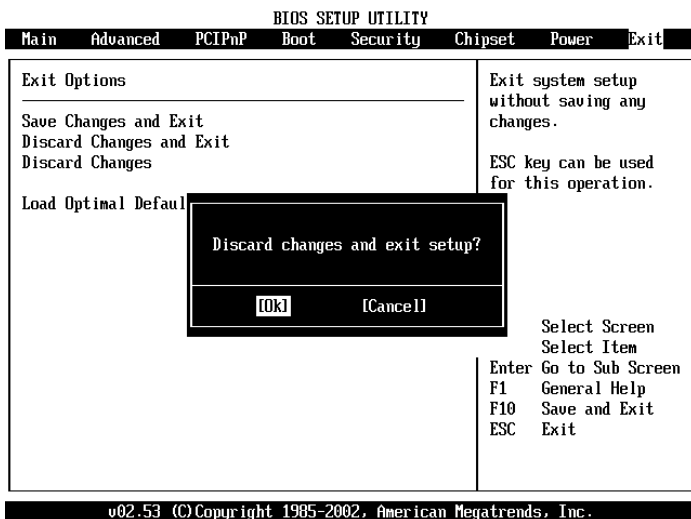 BIOS SETUP UTILITY
Main Advanced PCIPnP Boot Security Chipset Power Exit
Exit Options
Save Changes and Exit
Discard Changes and Exit
Discard Changes
Load Optimal Defaul
Exit system setup
without saving any
changes.
ESC key can be used
for this operation.
Discard changes and exit setup?
[Ok] [Cancel]
Select Screen
Select Item
Enter Go to Sub Screen
F1 General Help
F10 Save and Exit
ESC Exit
v02.53 (C)Copyright 1985-2002, American Megatrends, Inc.